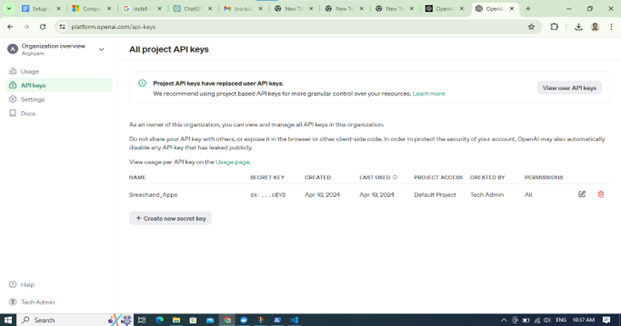 Setup -
Compo
install
ChatGP
(no sub
New Ta
New Ta
New Ta
OpenA
OpenA
platform.openai.com/api-keys
Organization overview
Arghyam
Usage
API keys
Settings
Docs
Help
Tech Admin
All project API keys
Project API keys have replaced user API keys.
We recommend using project based API keys for more granular control over your resources. Learn more
View user API keys
As an owner of this organization, you can view and manage all API keys in this organization.
Do not share your API key with others, or expose it in the browser or other client-side code. In order to protect the security of your account, OpenAI may also automatically
disable any API key that has leaked publicly.
View usage per API key on the Usage page.
NAME SECRET KEY CREATED LAST USED PROJECT ACCESS CREATED BY PERMISSIONS
Sreechand_Apps sk-...cBYD Apr 18, 2024 Apr 19, 2024 Default Project Tech Admin All
+ Create new secret key
Search
ENG 10:37 AM